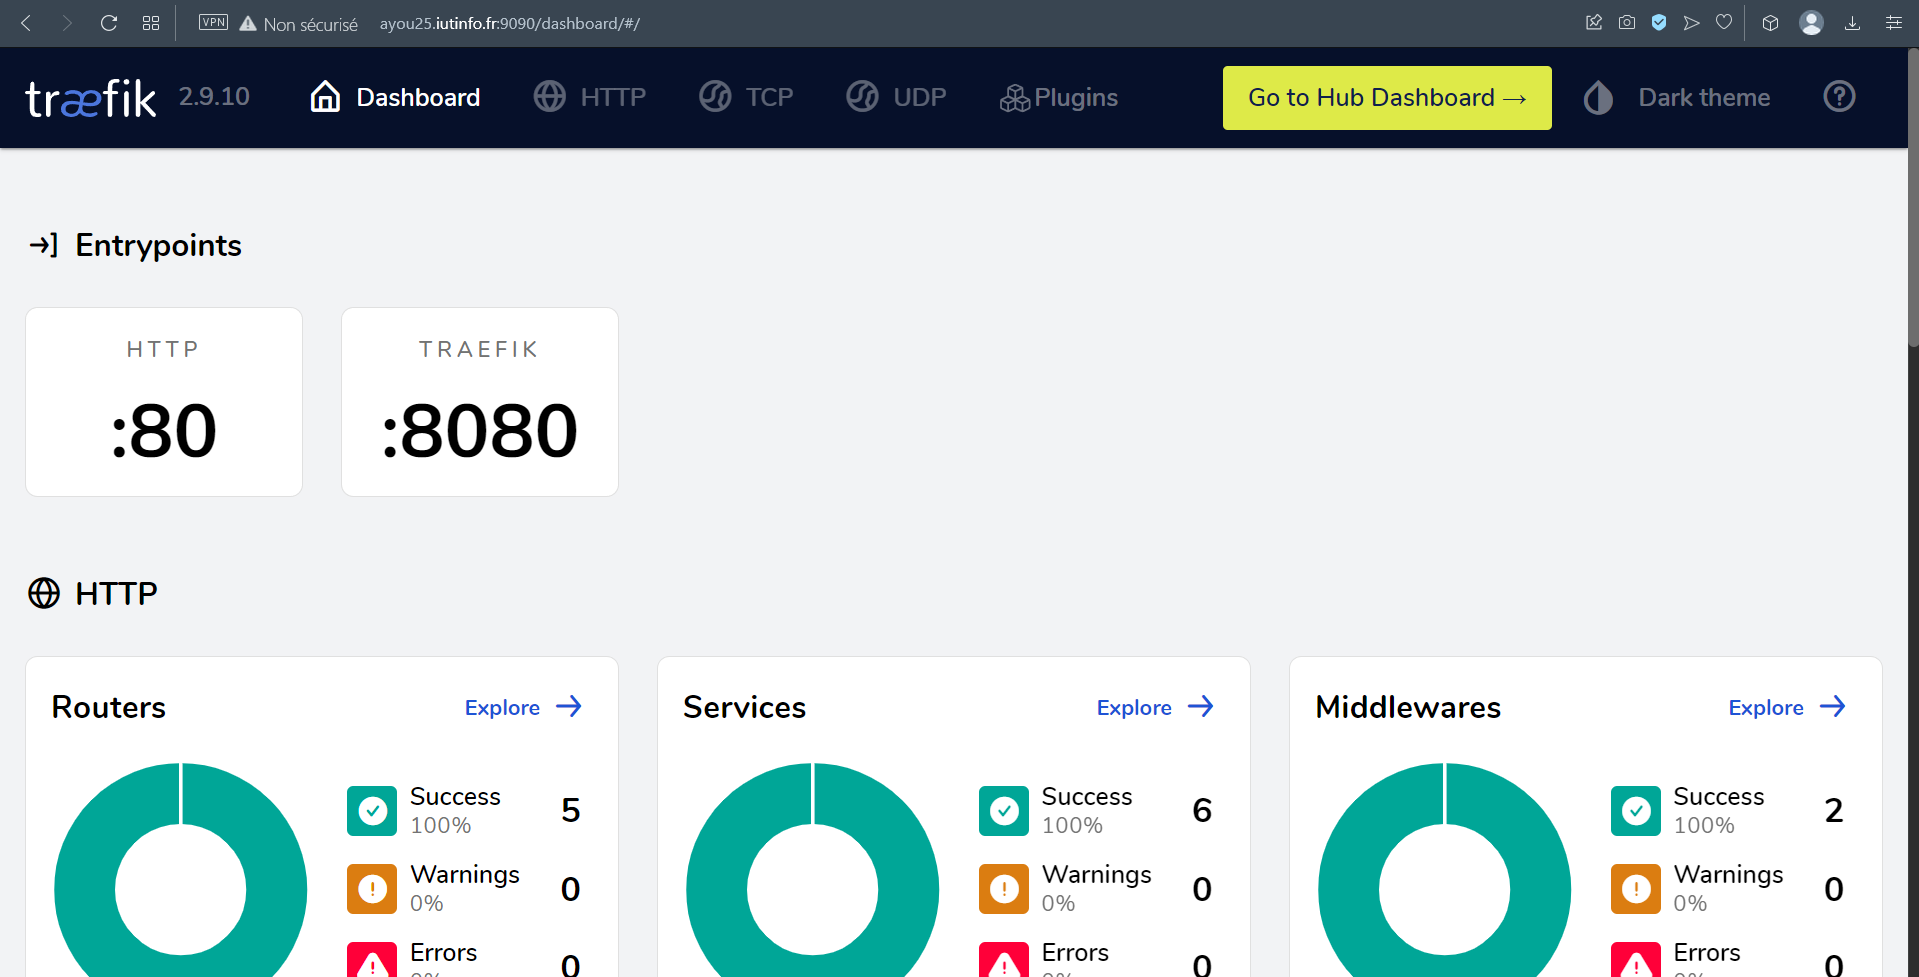 VPN Non sécurisé ayou25.iutinfo.fr:9090/dashboard/#/
træfik 2.9.10 Dashboard HTTP TCP UDP Plugins Go to Hub Dashboard → Dark theme
Entrypoints
HTTP
:80
TRAEFIK
:8080
HTTP
Routers Explore
Success 5
100%
Warnings 0
0%
Errors 0
Services Explore
Success 6
100%
Warnings 0
0%
Errors 0
Middlewares Explore
Success 2
100%
Warnings 0
0%
Errors 0